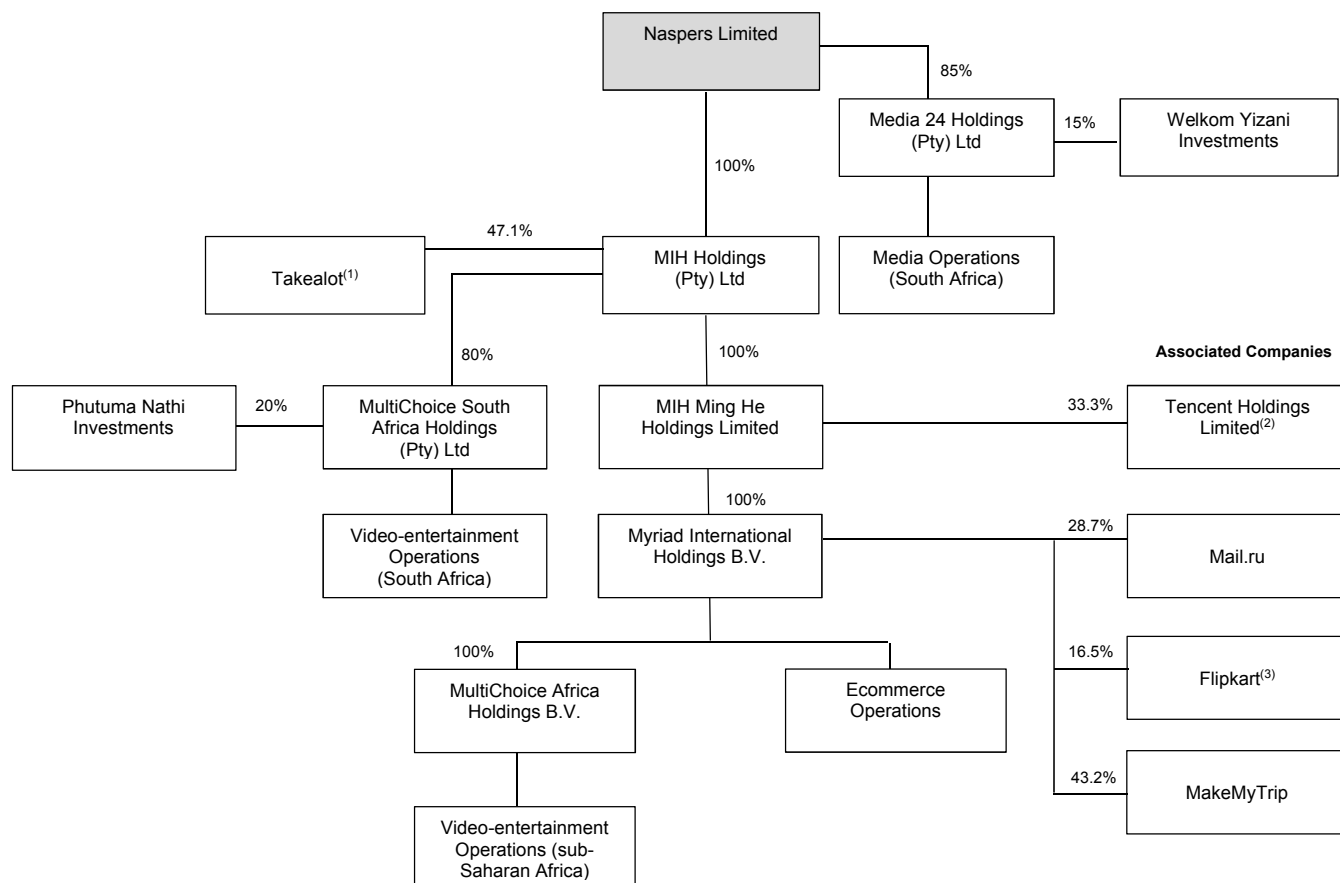 Naspers Limited
85%
Media 24 Holdings
(Pty) Ltd
15%
Welkom Yizani
Investments
100%
47.1%
Takealot(1)
MIH Holdings
(Pty) Ltd
Media Operations
(South Africa)
80%
100%
Associated Companies
Phutuma Nathi
Investments
20%
MultiChoice South
Africa Holdings
(Pty) Ltd
MIH Ming He
Holdings Limited
33.3%
Tencent Holdings
Limited(2)
100%
Video-entertainment
Operations
(South Africa)
Myriad International
Holdings B.V.
28.7%
Mail.ru
100%
MultiChoice Africa
Holdings B.V.
Ecommerce
Operations
16.5%
Flipkart(3)
43.2%
MakeMyTrip
Video-entertainment
Operations (sub-
Saharan Africa)